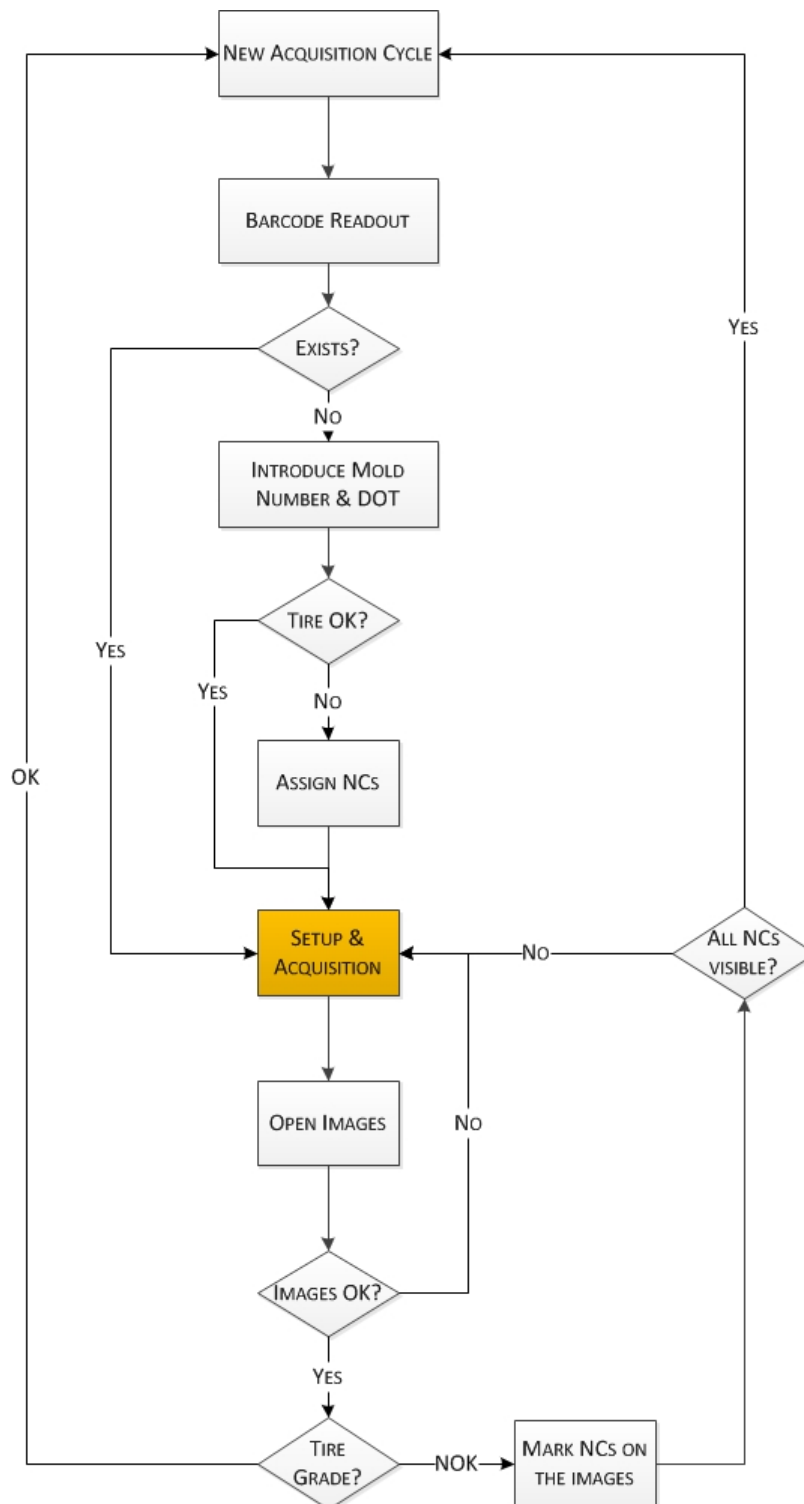 New Acquisition Cycle
Barcode Readout
Exists?
Yes
No
Introduce Mold
Number & DOT
Tire OK?
Yes
Yes
No
Assign NCs
OK
Setup &
Acquisition
No
All NCs
visible?
Open Images
No
Images OK?
Yes
Tire
Grade?
NOK
Mark NCs on
the images